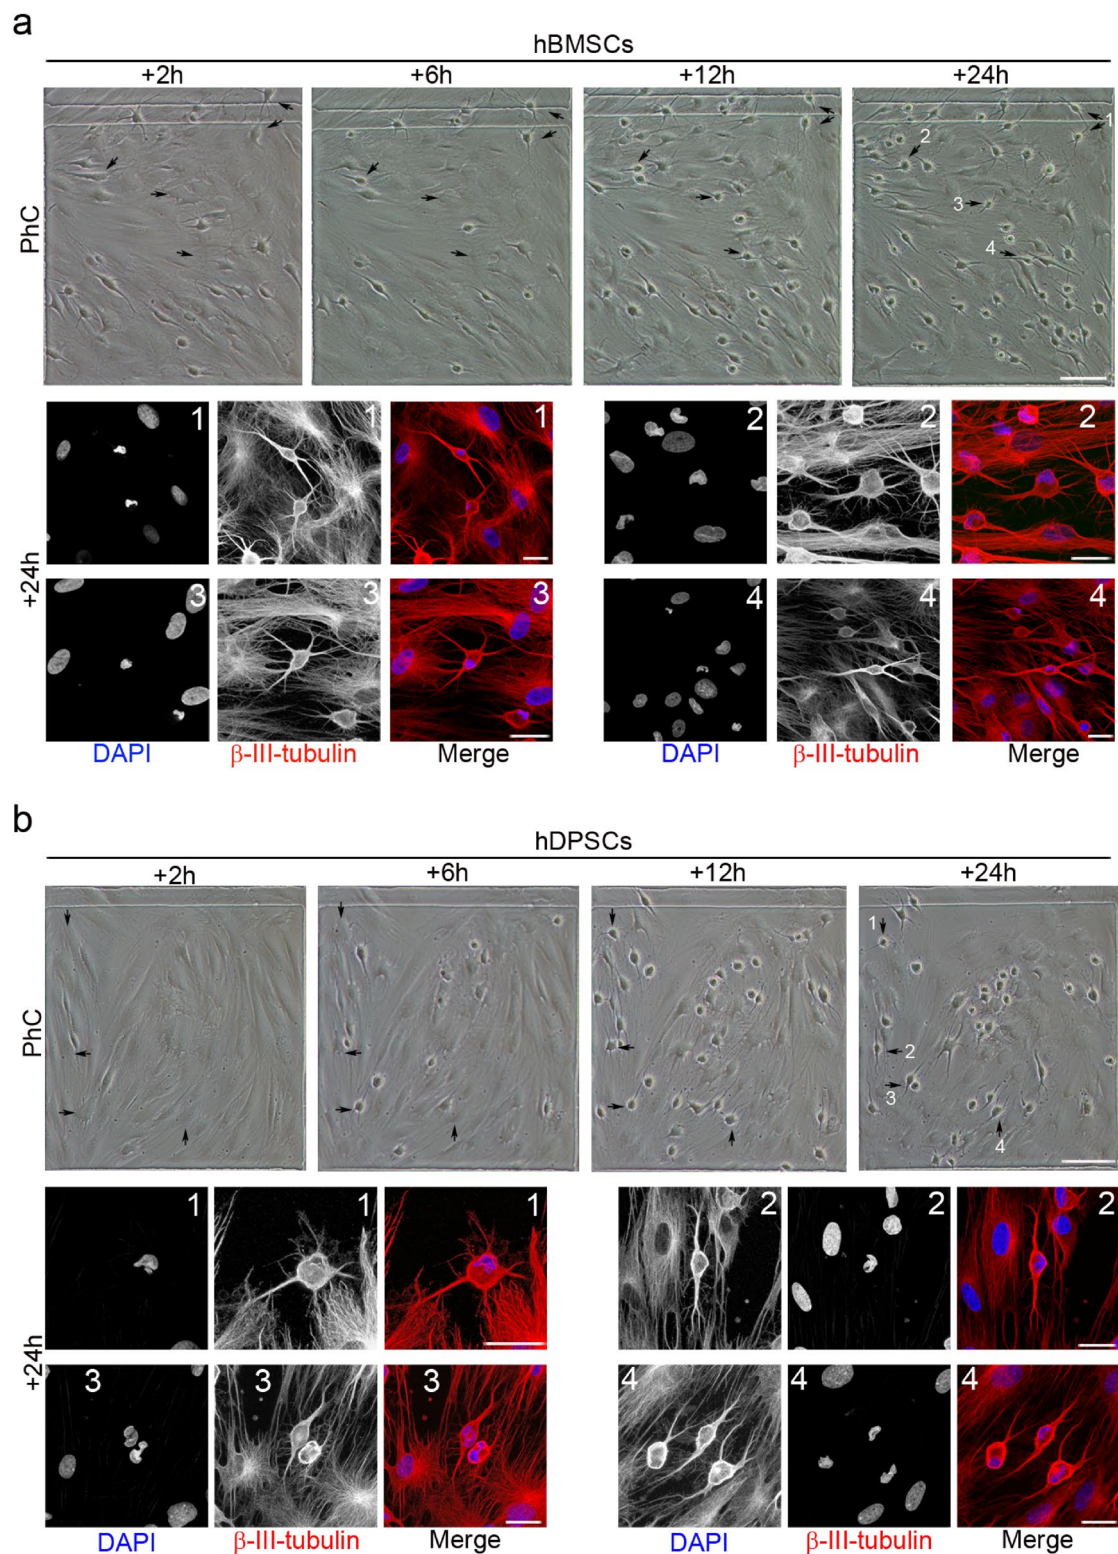 a
hBMSCs
+2h +6h +12h +24h
PhC
1
2
3
4
1 1 1 2 2 2
+24h
3 3 3 4 4 4
DAPI β-III-tubulin Merge DAPI β-III-tubulin Merge
b
hDPSCs
+2h +6h +12h +24h
PhC
1
2
3
4
1 1 1 2 2 2
+24h
3 3 3 4 4 4
DAPI β-III-tubulin Merge DAPI β-III-tubulin Merge